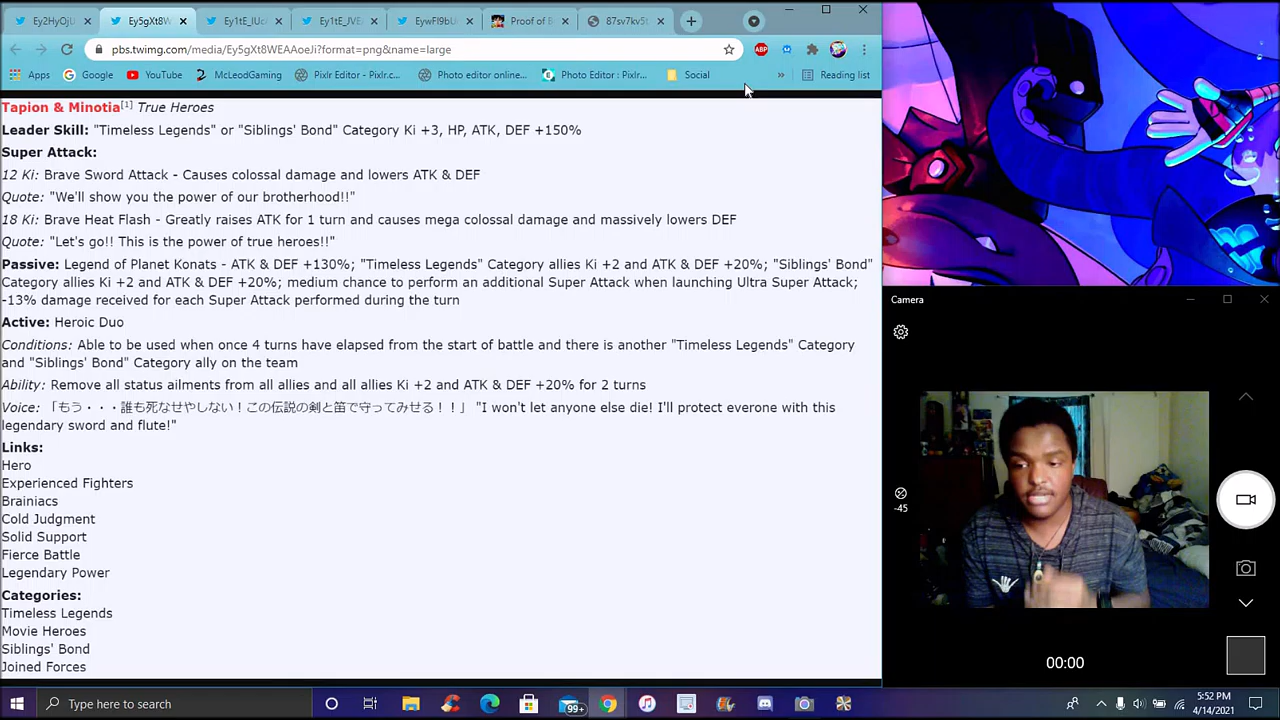 Ey2HyOjU
Ey5gXt8W
Ey1tE_IUcA
Ey1tE_JVEA
EywFl9bU
Proof of B
87sv7kv5t
pbs.twimg.com/media/Ey5gXt8WEAAoeJi?format=png&name=large
ABP
Apps
Google
YouTube
McLeodGaming
Pixlr Editor - Pixlr.c...
Photo editor online...
Photo Editor : Pixlr...
Social
»
Reading list
Tapion & Minotia[1] True Heroes
Leader Skill: "Timeless Legends" or "Siblings' Bond" Category Ki +3, HP, ATK, DEF +150%
Super Attack:
12 Ki: Brave Sword Attack - Causes colossal damage and lowers ATK & DEF
Quote: "We'll show you the power of our brotherhood!!"
18 Ki: Brave Heat Flash - Greatly raises ATK for 1 turn and causes mega colossal damage and massively lowers DEF
Quote: "Let's go!! This is the power of true heroes!!"
Passive: Legend of Planet Konats - ATK & DEF +130%; "Timeless Legends" Category allies Ki +2 and ATK & DEF +20%; "Siblings' Bond"
Category allies Ki +2 and ATK & DEF +20%; medium chance to perform an additional Super Attack when launching Ultra Super Attack;
-13% damage received for each Super Attack performed during the turn
Active: Heroic Duo
Conditions: Able to be used when once 4 turns have elapsed from the start of battle and there is another "Timeless Legends" Category
and "Siblings' Bond" Category ally on the team
Ability: Remove all status ailments from all allies and all allies Ki +2 and ATK & DEF +20% for 2 turns
Voice: 「もう・・・誰も死なせやしない！この伝説の剣と笛で守ってみせる！！」 "I won't let anyone else die! I'll protect everone with this
legendary sword and flute!"
Links:
Hero
Experienced Fighters
Brainiacs
Cold Judgment
Solid Support
Fierce Battle
Legendary Power
Categories:
Timeless Legends
Movie Heroes
Siblings' Bond
Joined Forces
Camera
-45
00:00
Type here to search
99+
5:52 PM
4/14/2021